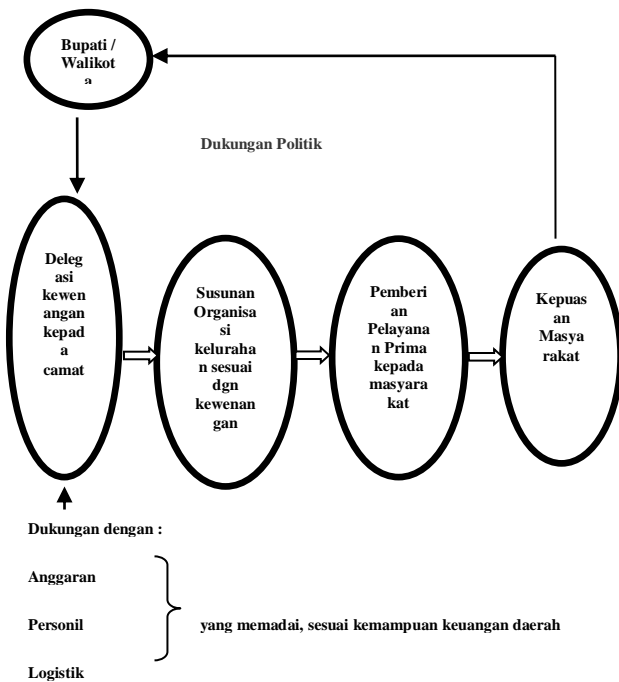 Bupati /
Walikot
a
Dukungan Politik
Deleg
asi
kewen
angan
kepad
a
camat
Susunan
Organisa
si
keluraha
n sesuai
dgn
kewenan
gan
Pemberi
an
Pelayana
n Prima
kepada
masyara
kat
Kepuas
an
Masya
rakat
Dukungan dengan :
Anggaran
Personil
yang memadai, sesuai kemampuan keuangan daerah
Logistik